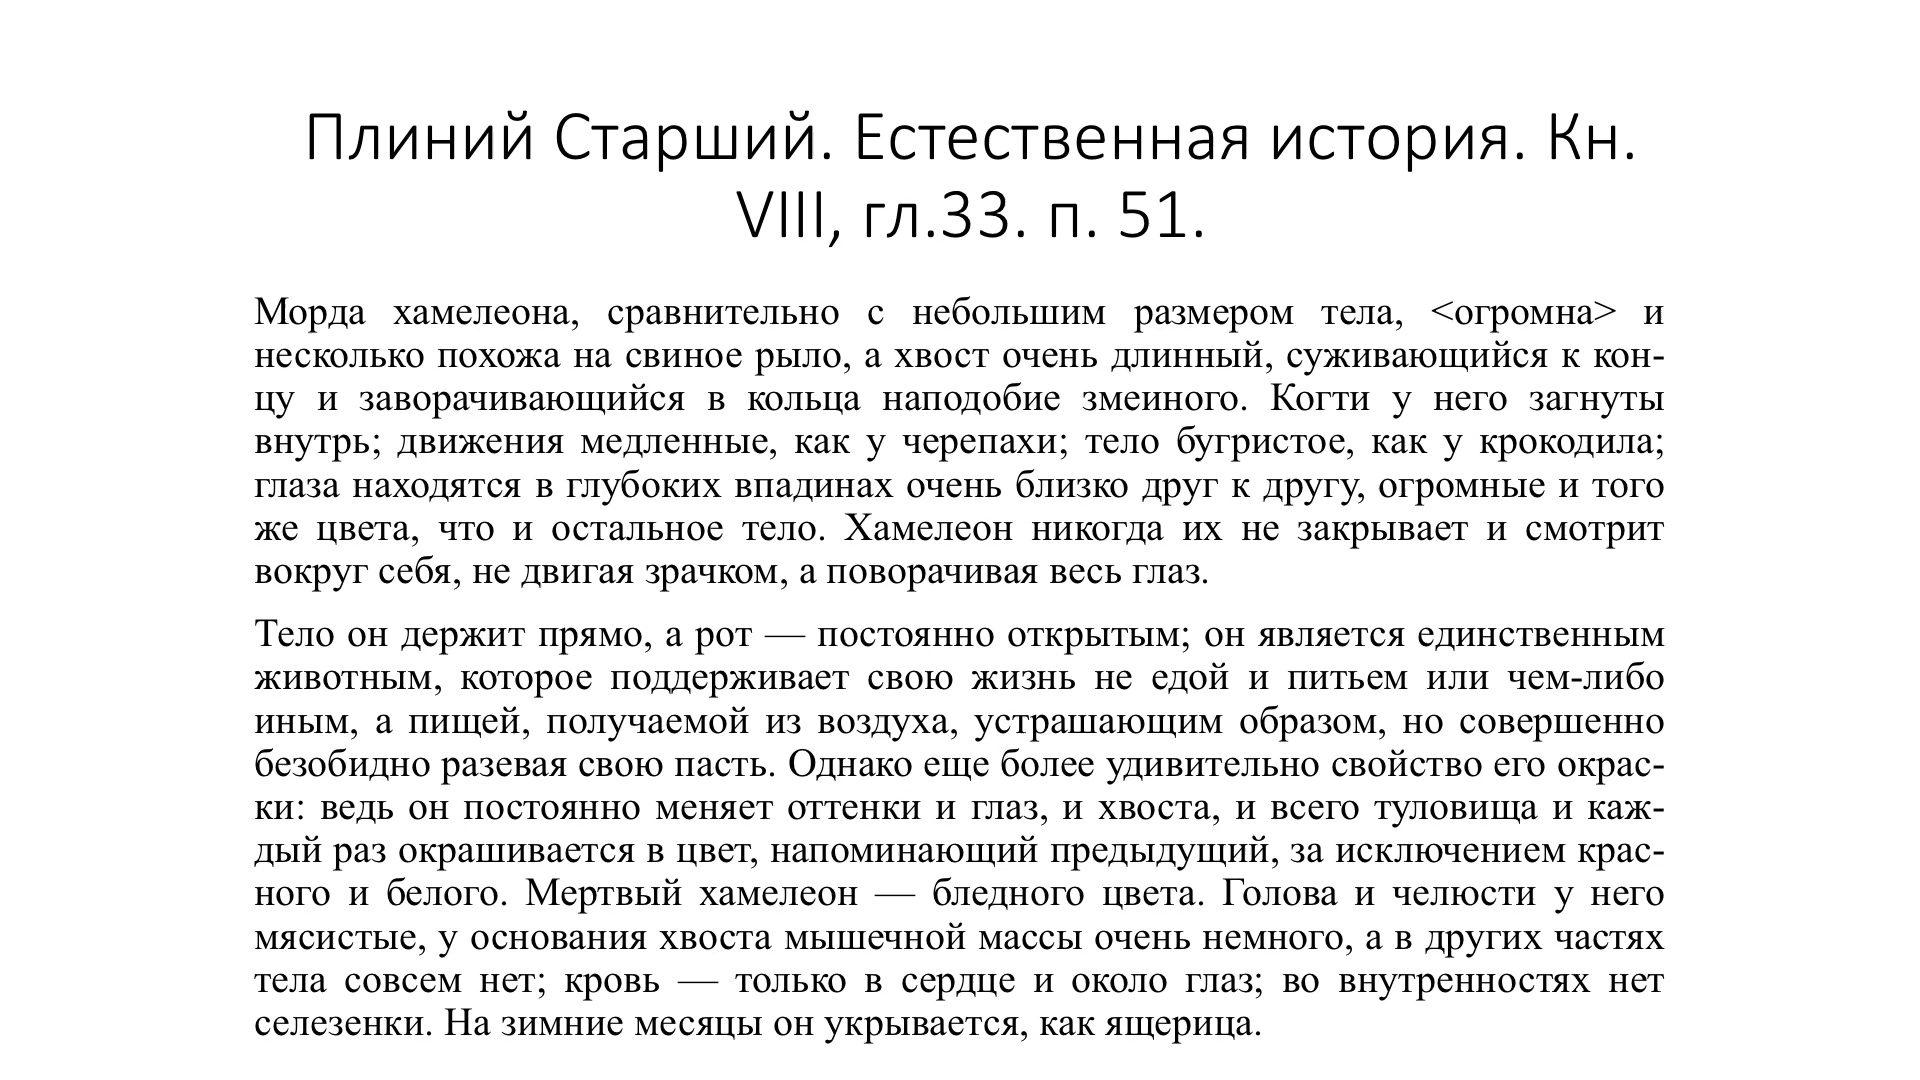 Плиний Старший. Естественная история. Кн.
VIII, гл.33. п. 51.
Морда хамелеона, сравнительно с небольшим размером тела, <огромна> и
несколько похожа на свиное рыло, а хвост очень длинный, суживающийся к кон-
цу и заворачивающийся в кольца наподобие змеиного. Когти у него загнуты
внутрь; движения медленные, как у черепахи; тело бугристое, как у крокодила;
глаза находятся в глубоких впадинах очень близко друг к другу, огромные и того
же цвета, что и остальное тело. Хамелеон никогда их не закрывает и смотрит
вокруг себя, не двигая зрачком, а поворачивая весь глаз.
Тело он держит прямо, а рот — постоянно открытым; он является единственным
животным, которое поддерживает свою жизнь не едой и питьем или чем-либо
иным, а пищей, получаемой из воздуха, устрашающим образом, но совершенно
безобидно разевая свою пасть. Однако еще более удивительно свойство его окрас-
ки: ведь он постоянно меняет оттенки и глаз, и хвоста, и всего туловища и каж-
дый раз окрашивается в цвет, напоминающий предыдущий, за исключением крас-
ного и белого. Мертвый хамелеон — бледного цвета. Голова и челюсти у него
мясистые, у основания хвоста мышечной массы очень немного, а в других частях
тела совсем нет; кровь — только в сердце и около глаз; во внутренностях нет
селезенки. На зимние месяцы он укрывается, как ящерица.